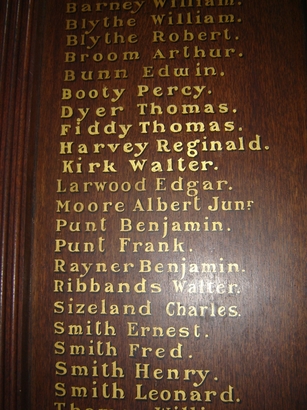 Barney William.
Blythe William.
Blythe Robert.
Broom Arthur.
Bunn Edwin.
Booty Percy.
Dyer Thomas.
Fiddy Thomas.
Harvey Reginald.
Kirk Walter.
Larwood Edgar.
Moore Albert Junr
Punt Benjamin.
Punt Frank.
Rayner Benjamin.
Ribbands Walter.
Sizeland Charles.
Smith Ernest.
Smith Fred.
Smith Henry.
Smith Leonard.